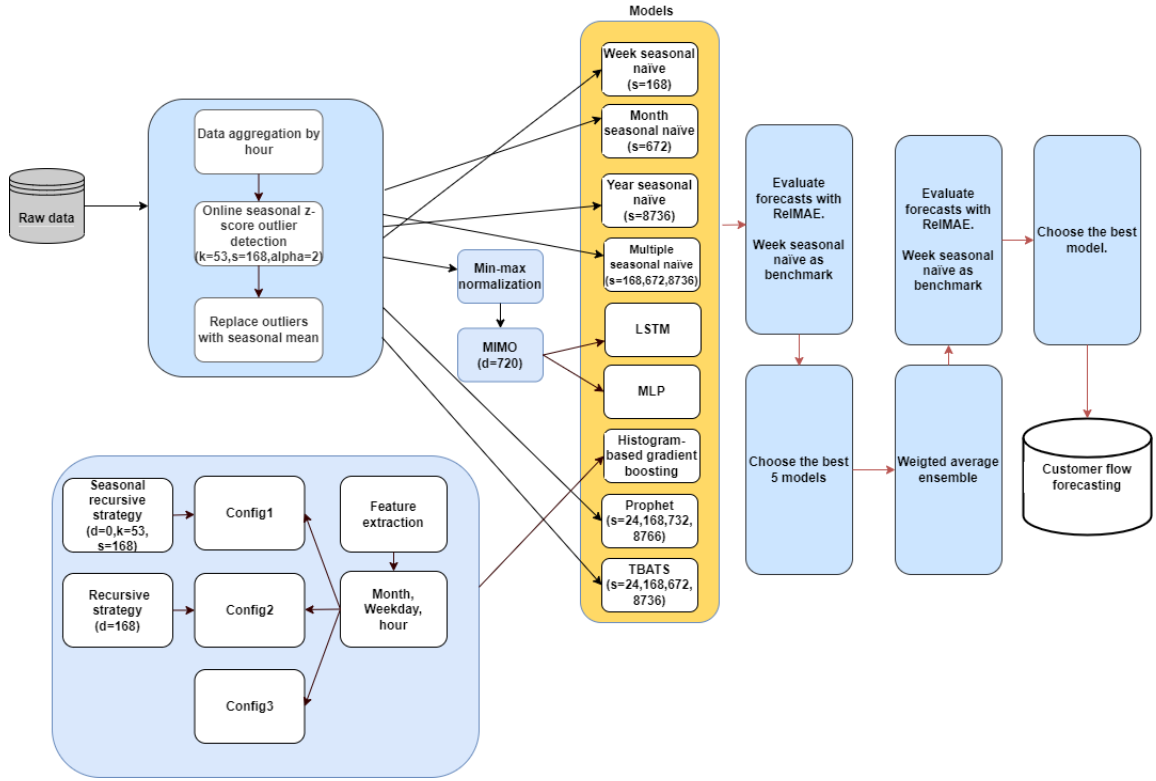 Models
Raw data
Data aggregation by
hour
Online seasonal z-
score outlier
detection
(k=53,s=168,alpha=2)
Replace outliers
with seasonal mean
Min-max
normalization
MIMO
(d=720)
Week seasonal
naïve
(s=168)
Month
seasonal naïve
(s=672)
Year seasonal
naïve
(s=8736)
Multiple
seasonal naïve
(s=168,672,8736)
LSTM
MLP
Histogram-
based gradient
boosting
Prophet
(s=24,168,732,
8766)
TBATS
(s=24,168,672,
8736)
Evaluate
forecasts with
RelMAE.
Week seasonal
naïve as
benchmark
Choose the best
5 models
Evaluate
forecasts with
RelMAE.
Week seasonal
naïve as
benchmark
Weigted average
ensemble
Choose the best
model.
Customer flow
forecasting
Seasonal
recursive
strategy
(d=0,k=53,
s=168)
Config1
Feature
extraction
Recursive
strategy
(d=168)
Config2
Month,
Weekday,
hour
Config3